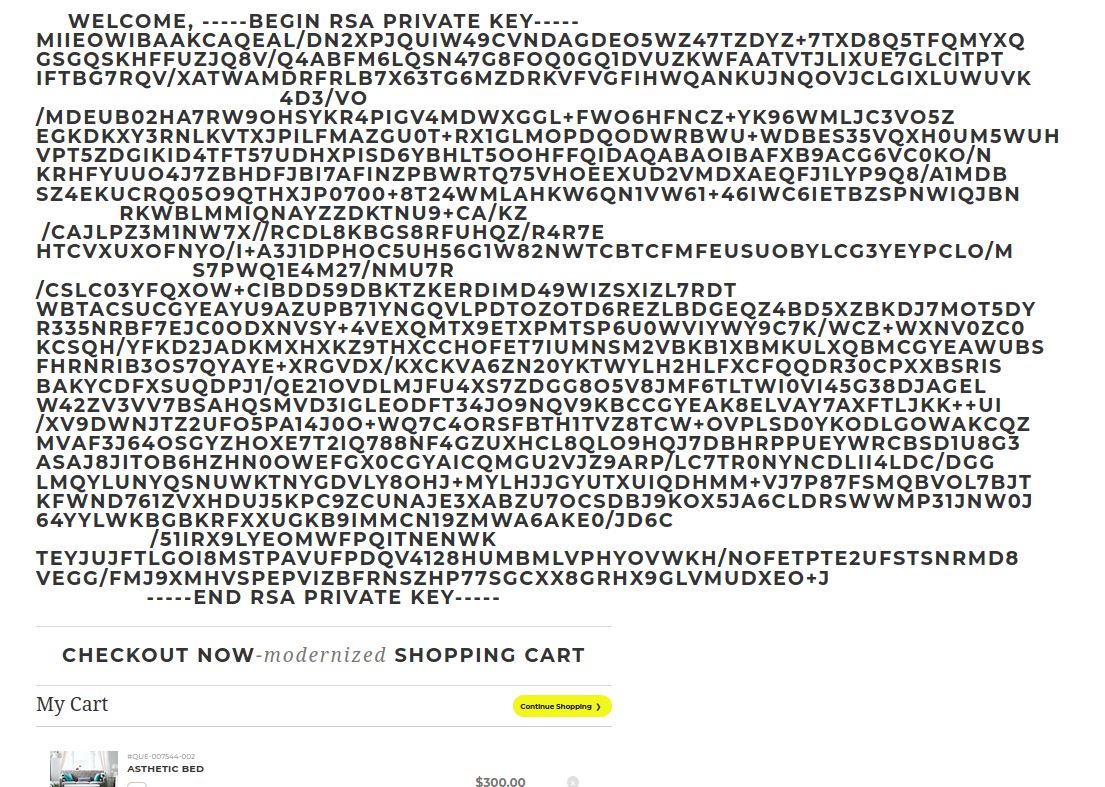 WELCOME, -----BEGIN RSA PRIVATE KEY-----
MIIEOWIBAAKCAQEAL/DN2XPJQUIW49CVNDAGDEO5WZ47TZDYZ+7TXD8Q5TFQMYXQ
GSGQSKHFFUZJQ8V/Q4ABFM6LQSN47G8FOQ0GQ1DVUZKWFAATVTJLIXUE7GLCITPT
IFTBG7RQV/XATWAMDRFRLB7X63TG6MZDRKVFVGFIHWQANKUJNQOVJCLGIXLUWUVK
4D3/VO
/MDEUB02HA7RW9OHSYKR4PIGV4MDWXGGL+FWO6HFNCZ+YK96WMLJC3VO5Z
EGKDKXY3RNLKVTXJPILFMAZGU0T+RX1GLMOPDQODWRBWU+WDBES35VQXH0UM5WUH
VPT5ZDGIKID4TFT57UDHXPISD6YBHLT5OOHFFQIDAQABAOIBAFXB9ACG6VC0KO/N
KRHFYUUO4J7ZBHDFJBI7AFINZPBWRTQ75VHOEEXUD2VMDXAEQFJ1LYP9Q8/A1MDB
SZ4EKUCRQ05O9QTHXJP0700+8T24WMLAHKW6QN1VW61+46IWC6IETBZSPNWIQJBN
RKWBLMMIQNAYZZDKTNU9+CA/KZ
/CAJLPZ3M1NW7X//RCDL8KBGS8RFUHQZ/R4R7E
HTCVXUXOFNYO/I+A3J1DPHOC5UH56G1W82NWTCBTCFMFEUSUOBYLCG3YEYPCLO/M
S7PWQ1E4M27/NMU7R
/CSLC03YFQXOW+CIBDD59DBKTZKERDIMD49WIZSXIZL7RDT
WBTACSUCGYEAYU9AZUPB71YNGQVLPDTOZOTD6REZLBDGEQZ4BD5XZBKDJ7MOT5DY
R335NRBF7EJC0ODXNVSY+4VEXQMTX9ETXPMTSP6U0WVIYWY9C7K/WCZ+WXNV0ZC0
KCSQH/YFKD2JADKMXHXKZ9THXCCHOFET7IUMNSM2VBKB1XBMKULXQBMCGYEAWUBS
FHRNRIB3OS7QYAYE+XRGVDX/KXCKVA6ZN20YKTWYLH2HLFXCFQQDR30CPXXBSRIS
BAKYCDFXSUQDPJ1/QE21OVDLMJFU4XS7ZDGG8O5V8JMF6TLTWI0VI45G38DJAGEL
W42ZV3VV7BSAHQSMVD3IGLEODFT34JO9NQV9KBCCGYEAK8ELVAY7AXFTLJKK++UI
/XV9DWNJTZ2UFO5PA14J0O+WQ7C4ORSFBTH1TVZ8TCW+OVPLSD0YKODLGOWAKCQZ
MVAF3J64OSGYZHOXE7T2IQ788NF4GZUXHCL8QLO9HQJ7DBHRPPUEYWRCBSD1U8G3
ASAJ8JITOB6HZHN0OWEFGX0CGYAICQMGU2VJZ9ARP/LC7TR0NYNCDLII4LDC/DGG
LMQYLUNYQSNUWKTNYGDVLY8OHJ+MYLHJJGYUTXUIQDHMM+VJ7P87FSMQBVOL7BJT
KFWND761ZVXHDUJ5KPC9ZCUNAJE3XABZU7OCSDBJ9KOX5JA6CLDRSWWMP31JNW0J
64YYLWKBGBKRFXXUGKB9IMMCN19ZMWA6AKE0/JD6C
/51IRX9LYEOMWFPQITNENWK
TEYJUJFTLGOI8MSTPAVUFPDQV4128HUMBMLVPHYOVWKH/NOFETPTE2UFSTSNRMD8
VEGG/FMJ9XMHVSPEPVIZBFRNSZHP77SGCXX8GRHX9GLVMUDXEO+J
-----END RSA PRIVATE KEY-----
CHECKOUT NOW-modernized SHOPPING CART
My Cart
Continue Shopping ❯
#QUE-007544-002
ASTHETIC BED
$300.00